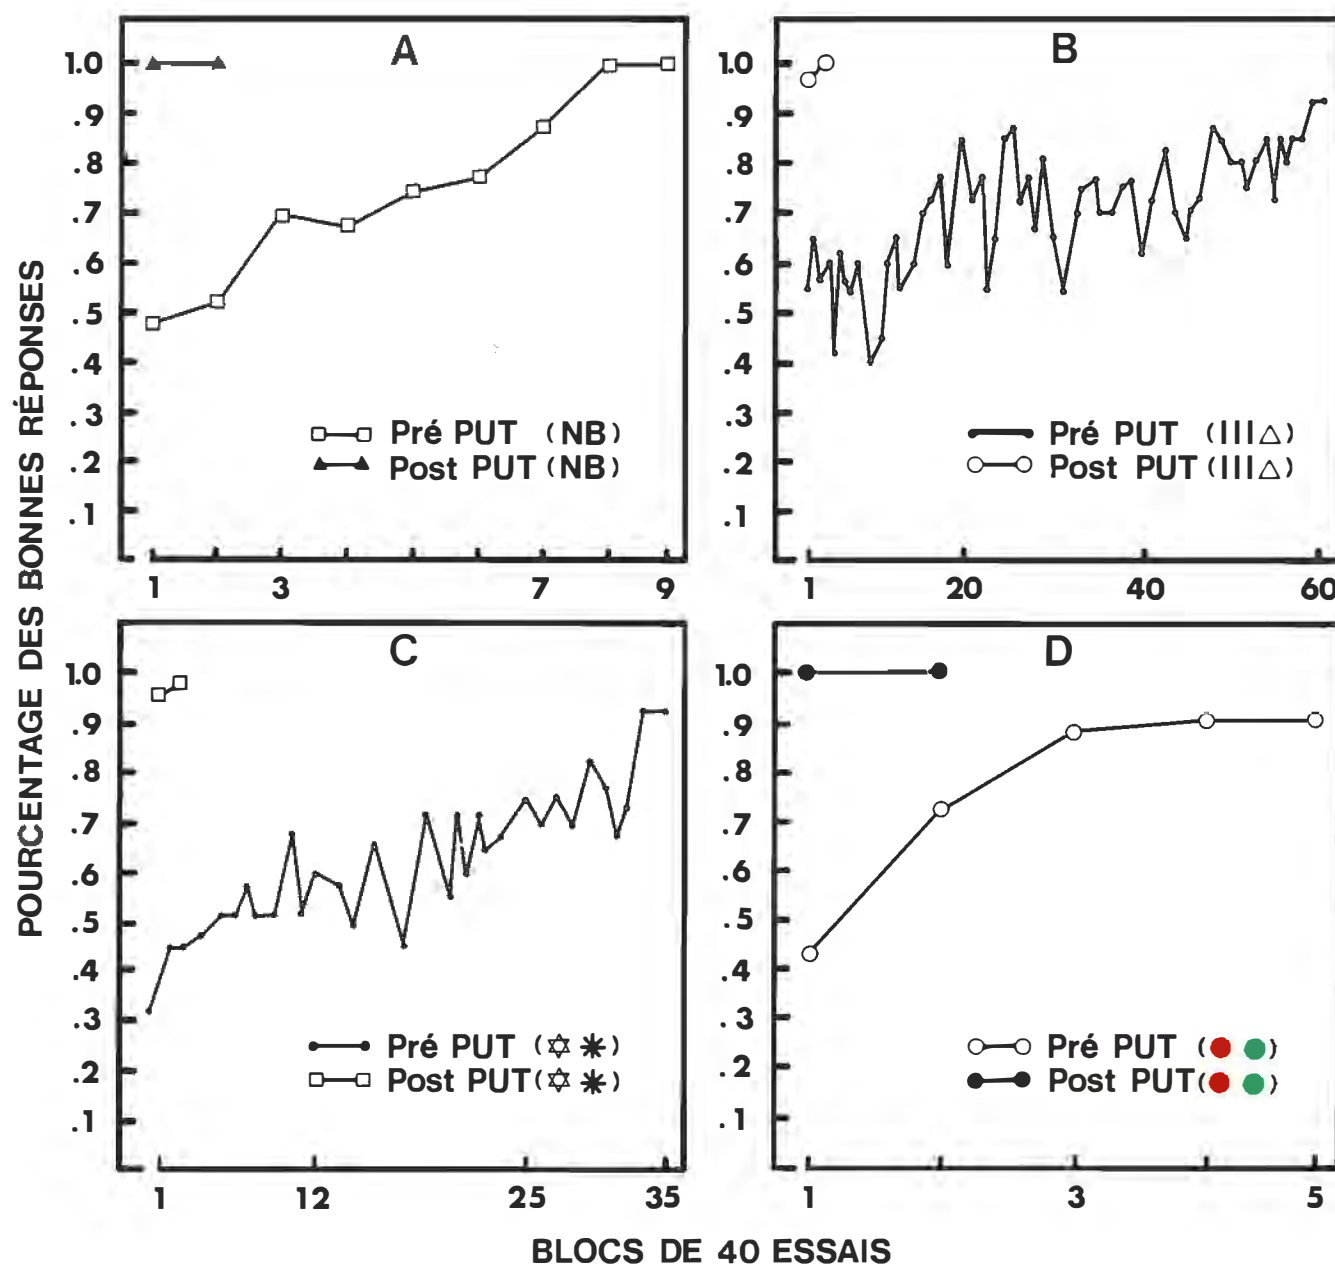 POURCENTAGE DES BONNES RÉPONSES
A
1.0
.9
.8
.7
.6
.5
.4
.3
.2
.1
Pré PUT (NB)
Post PUT (NB)
1 3 7 9
B
1.0
.9
.8
.7
.6
.5
.4
.3
.2
.1
Pré PUT (III△)
Post PUT (III△)
1 20 40 60
C
1.0
.9
.8
.7
.6
.5
.4
.3
.2
.1
Pré PUT (✡ ✱)
Post PUT (✡ ✱)
1 12 25 35
D
1.0
.9
.8
.7
.6
.5
.4
.3
.2
.1
Pré PUT (● ●)
Post PUT (● ●)
1 3 5
BLOCS DE 40 ESSAIS